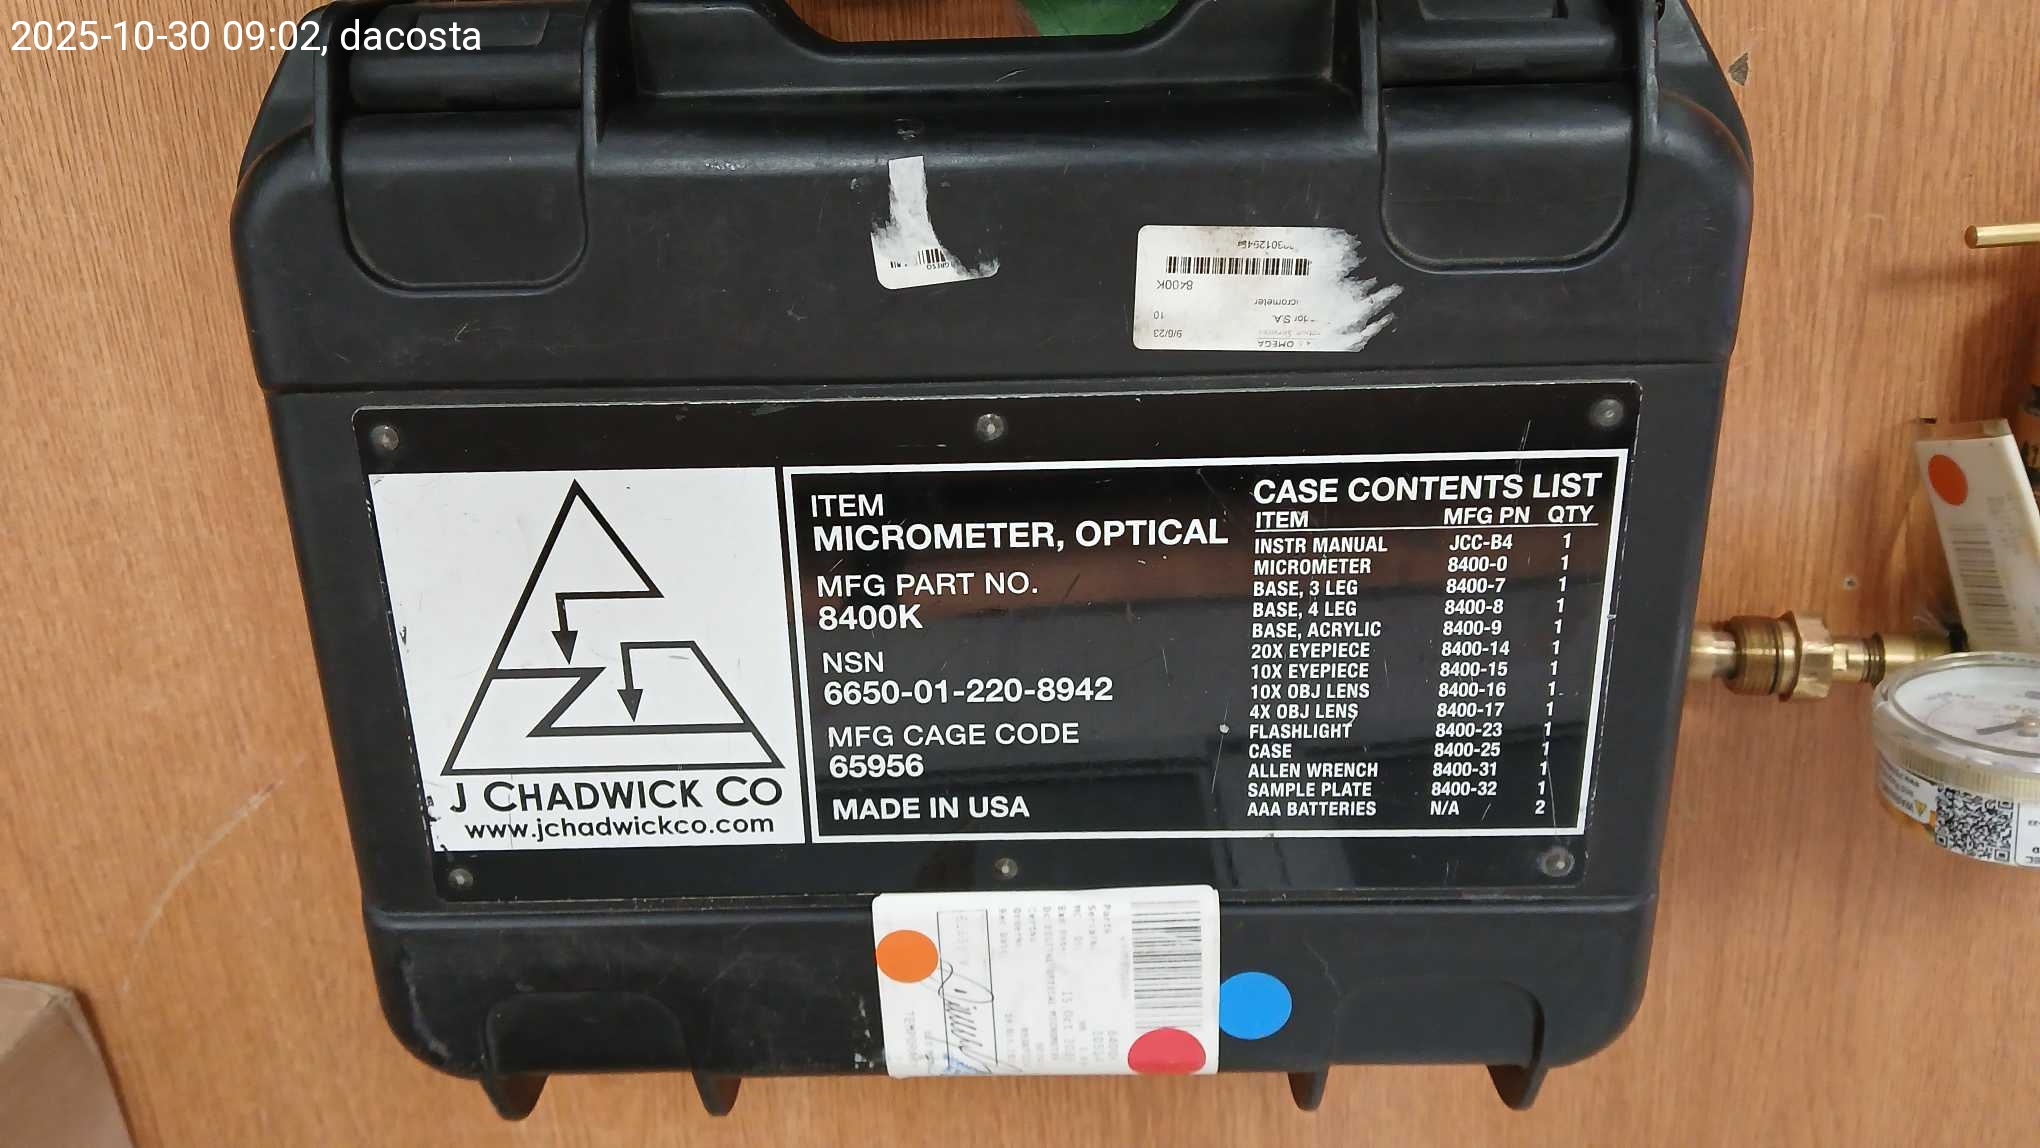 2025-10-30 09:02, dacosta
8400K
10
9/6/23
OMEGA
ITEM
MICROMETER, OPTICAL
MFG PART NO.
8400K
NSN
6650-01-220-8942
MFG CAGE CODE
65956
MADE IN USA
J CHADWICK CO
www.jchadwickco.com
CASE CONTENTS LIST
ITEM MFG PN QTY
INSTR MANUAL JCC-B4 1
MICROMETER 8400-0 1
BASE, 3 LEG 8400-7 1
BASE, 4 LEG 8400-8 1
BASE, ACRYLIC 8400-9 1
20X EYEPIECE 8400-14 1
10X EYEPIECE 8400-15 1
10X OBJ LENS 8400-16 1
4X OBJ LENS 8400-17 1
FLASHLIGHT 8400-23 1
CASE 8400-25 1
ALLEN WRENCH 8400-31 1
SAMPLE PLATE 8400-32 1
AAA BATTERIES N/A 2
15 Oct